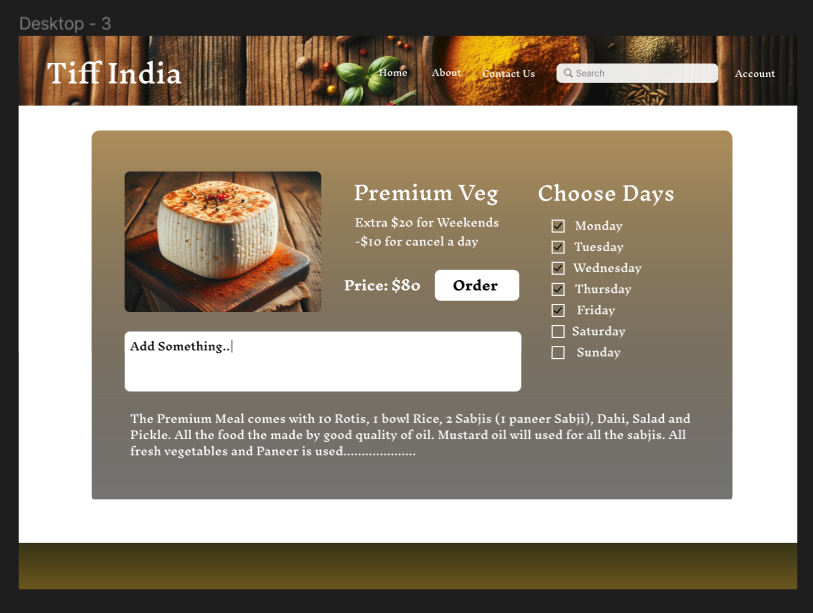 Desktop - 3
Tiff India
Home
About
Contact Us
Search
Account
Premium Veg
Extra $20 for Weekends
-$10 for cancel a day
Price: $80
Order
Choose Days
Monday
Tuesday
Wednesday
Thursday
Friday
Saturday
Sunday
Add Something..|
The Premium Meal comes with 10 Rotis, 1 bowl Rice, 2 Sabjis (1 paneer Sabji), Dahi, Salad and
Pickle. All the food the made by good quality of oil. Mustard oil will used for all the sabjis. All
fresh vegetables and Paneer is used...................